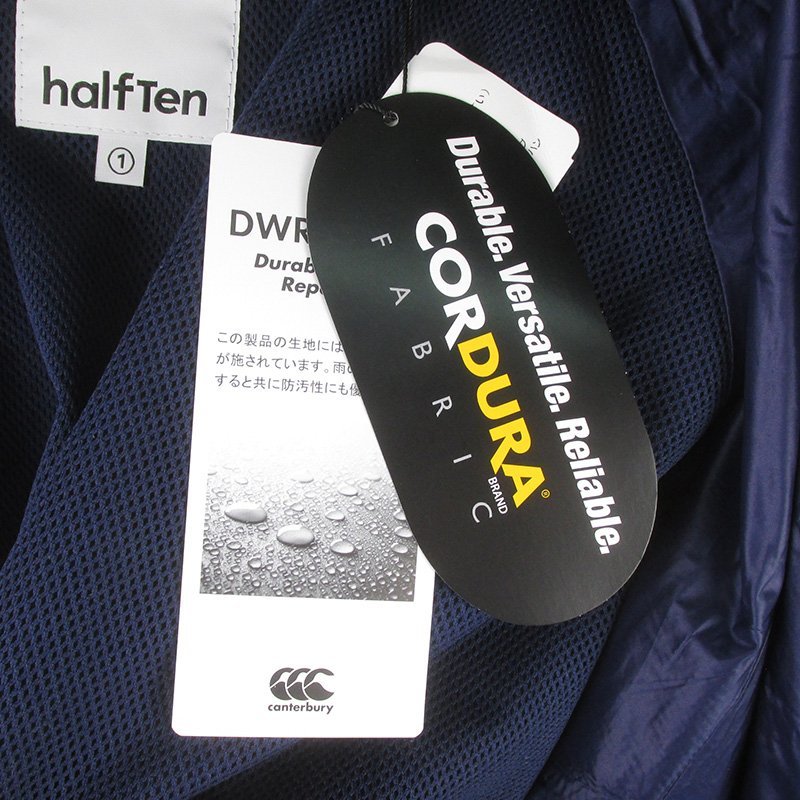 halfTen
1
DWR
Durab
Repe
この製品の生地には
が施されています。雨の
すると共に防汚性にも優
canterbury
Durable. Versatile. Reliable.
CORDURA®
BRAND
FABRIC